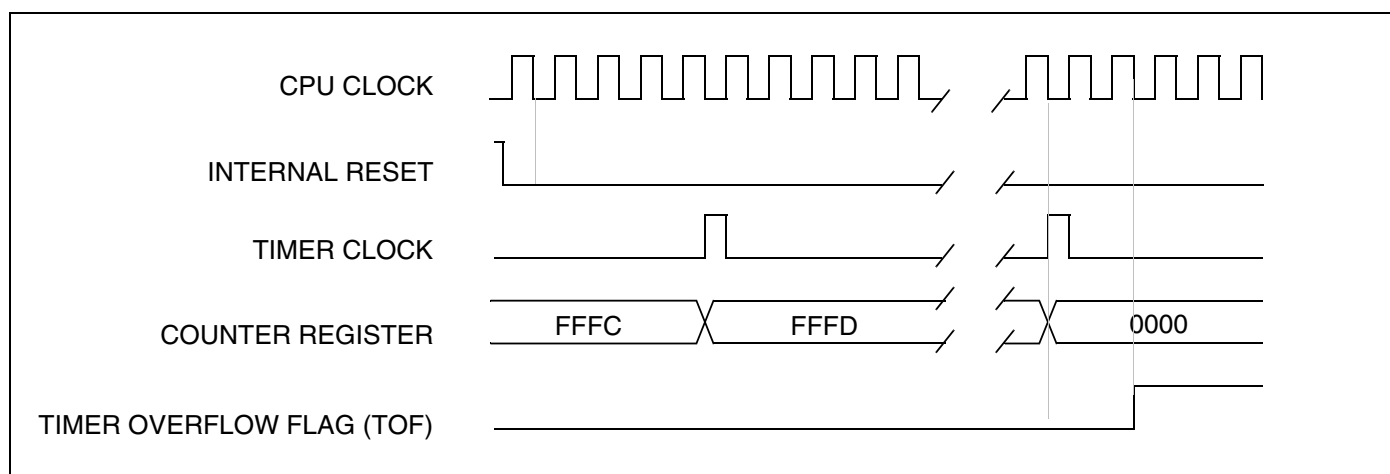 CPU CLOCK
INTERNAL RESET
TIMER CLOCK
COUNTER REGISTER FFFC FFFD 0000
TIMER OVERFLOW FLAG (TOF)